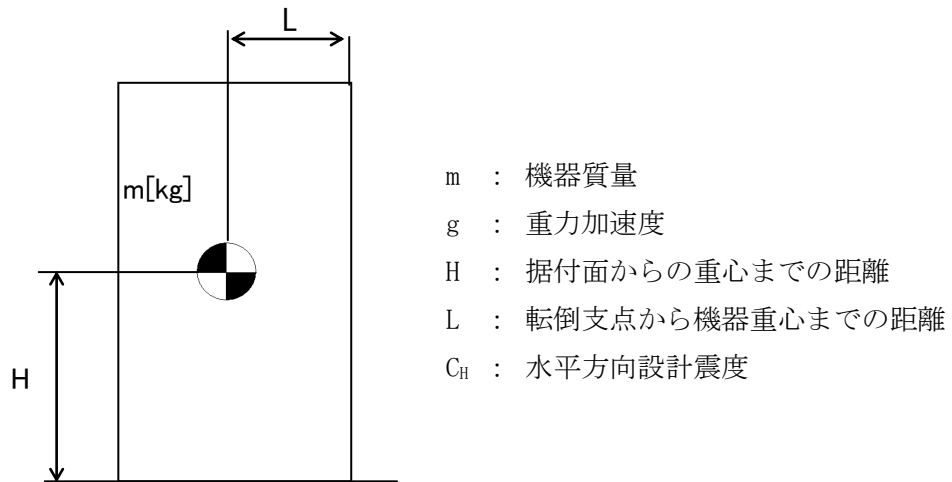 L
m[kg]
H
m : 機器質量
g : 重力加速度
H : 据付面からの重心までの距離
L : 転倒支点から機器重心までの距離
C_H : 水平方向設計震度